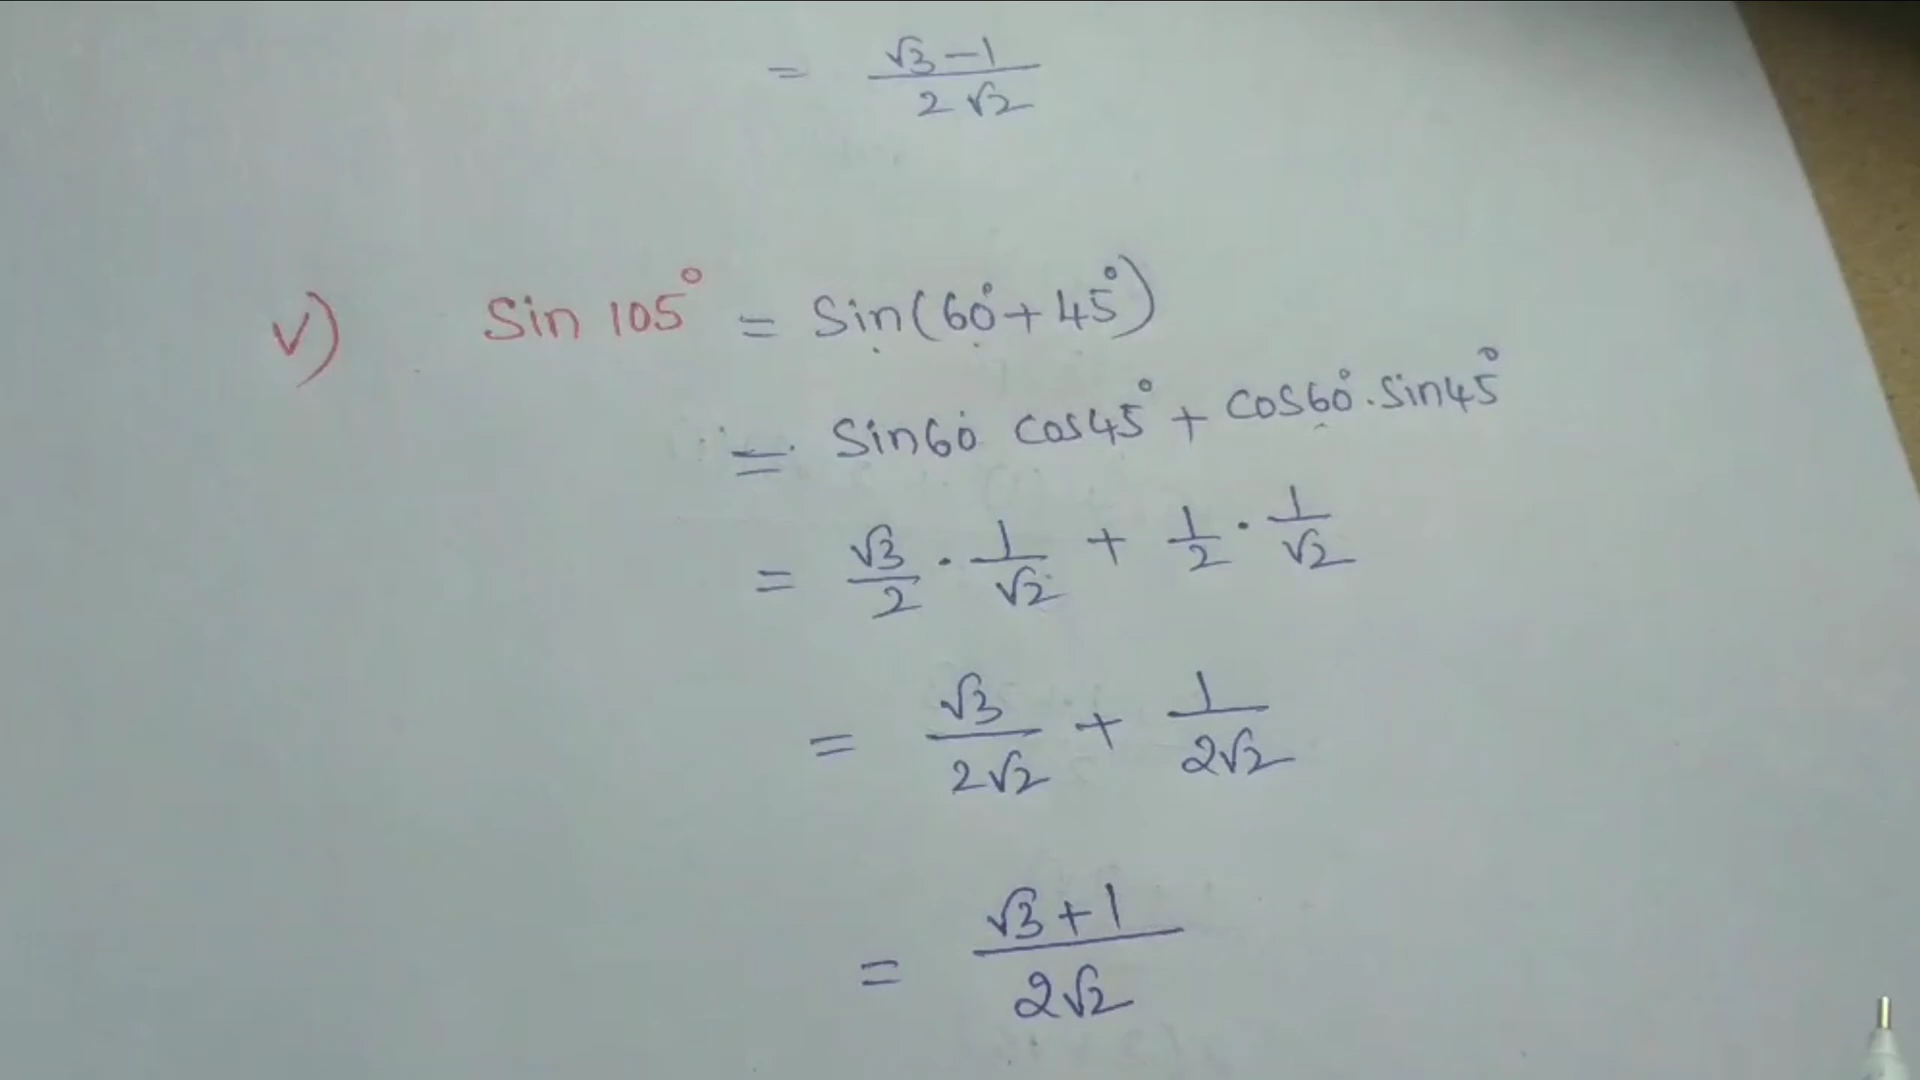 = √3 – 1 / 2√2
v) Sin 105° = Sin(60° + 45°)
= Sin60° cos45° + cos60° . sin45°
= √3/2 . 1/√2 + 1/2 . 1/√2
= √3/2√2 + 1/2√2
= √3 + 1 / 2√2